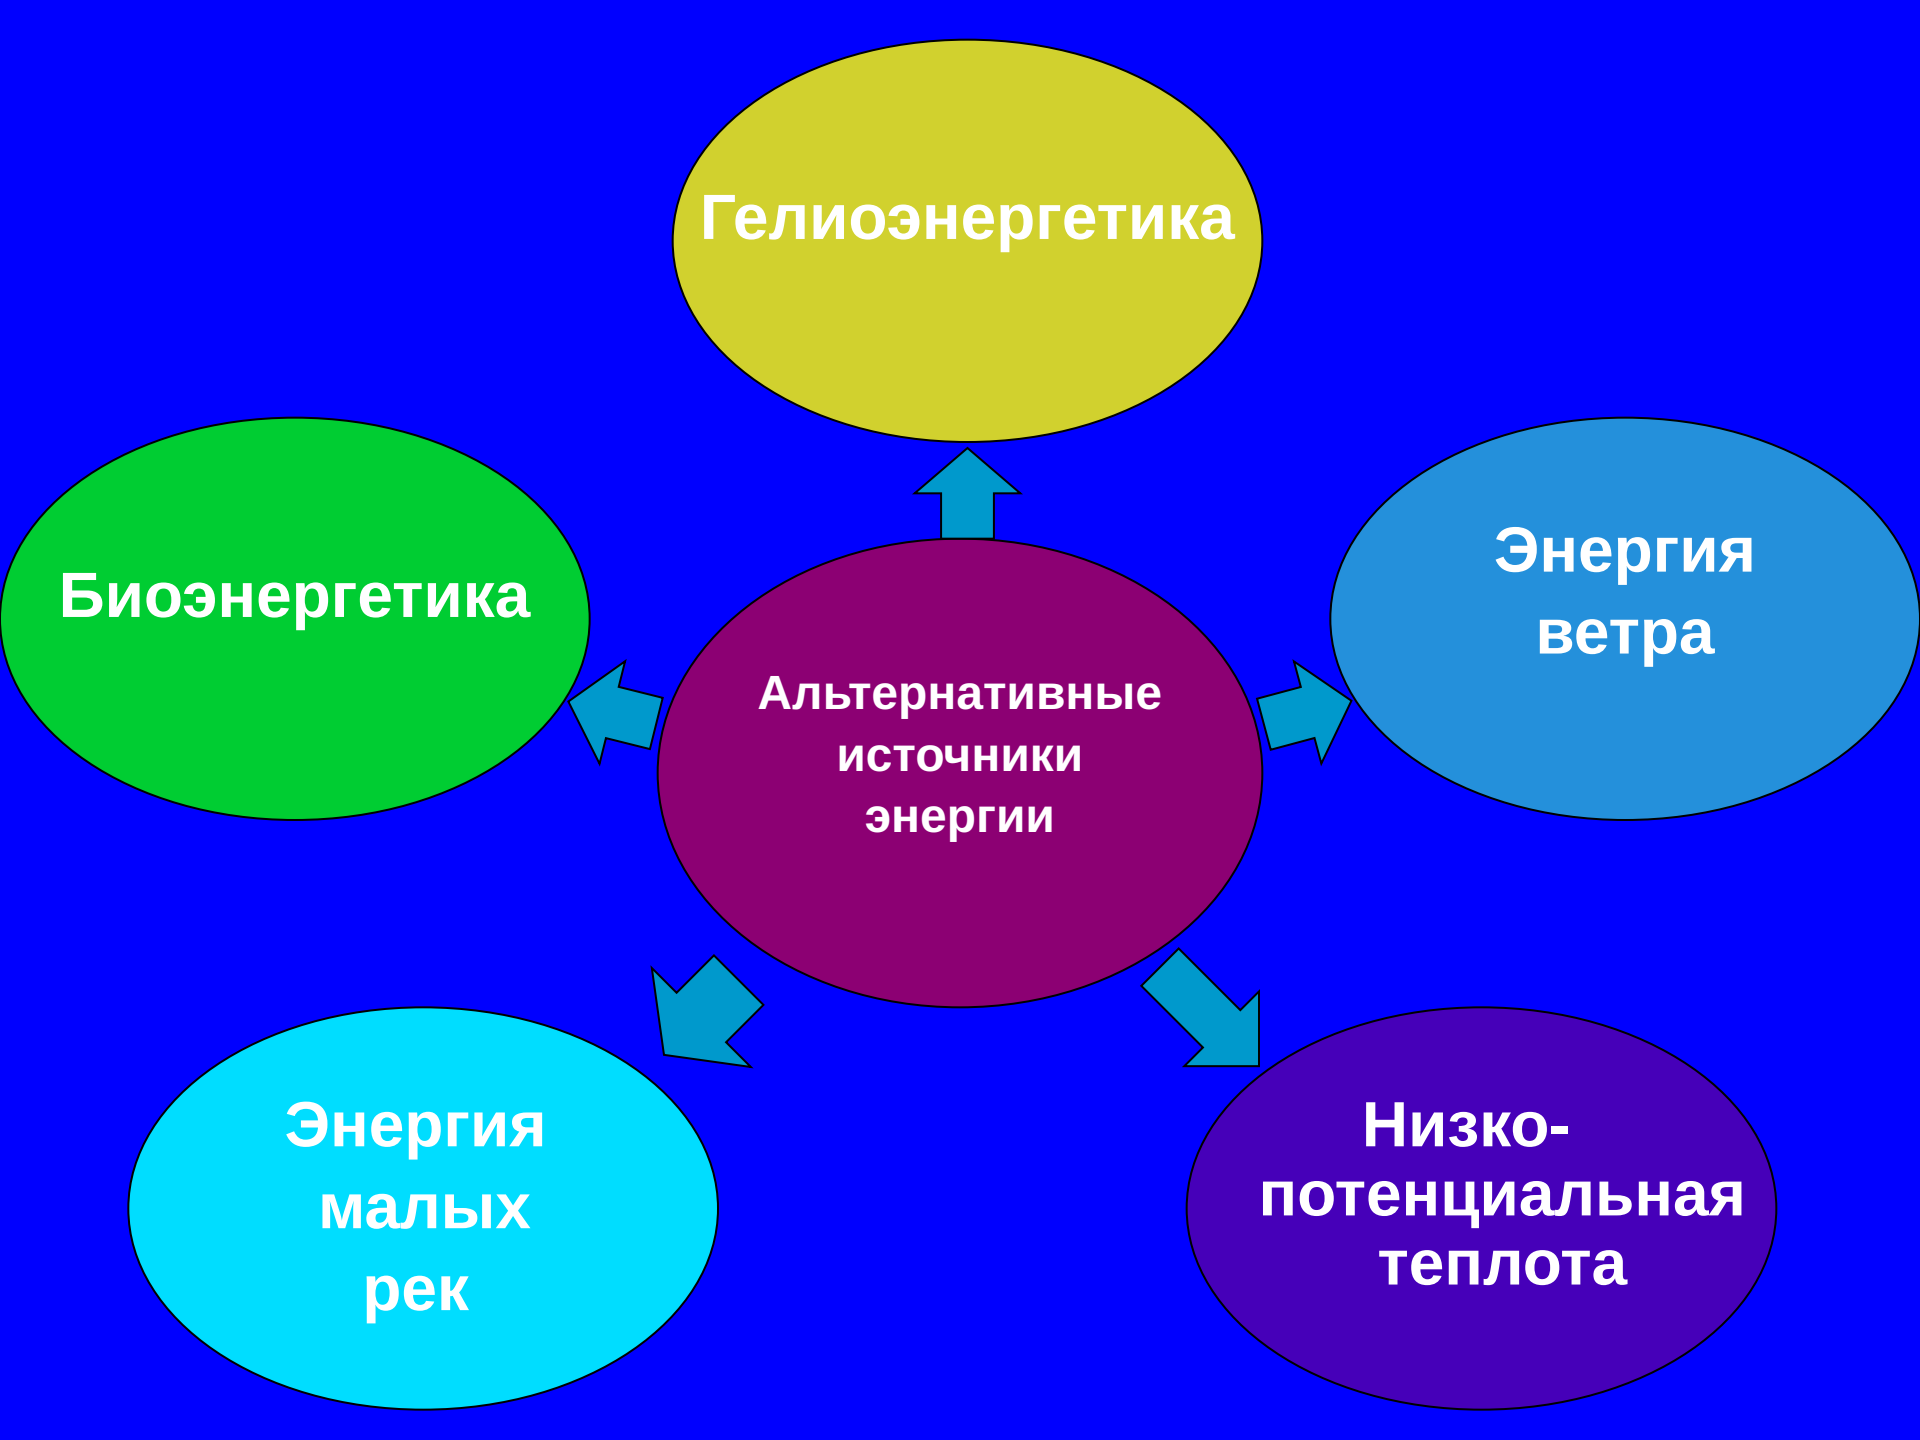 Гелиоэнергетика
Биоэнергетика
Энергия
ветра
Альтернативные
источники
энергии
Энергия
малых
рек
Низко-
потенциальная
теплота